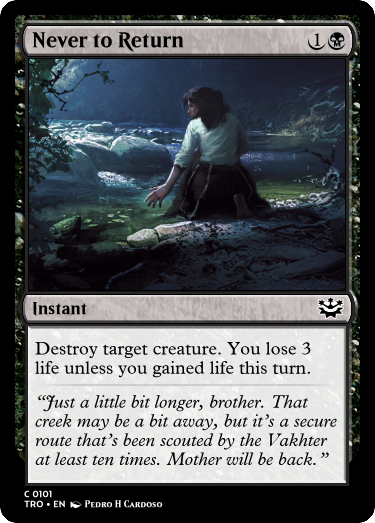 Never to Return 1
Instant
Destroy target creature. You lose 3
life unless you gained life this turn.
“Just a little bit longer, brother. That
creek may be a bit away, but it’s a secure
route that’s been scouted by the Vakhter
at least ten times. Mother will be back.”
C 0101
TRO • EN Pedro H Cardoso